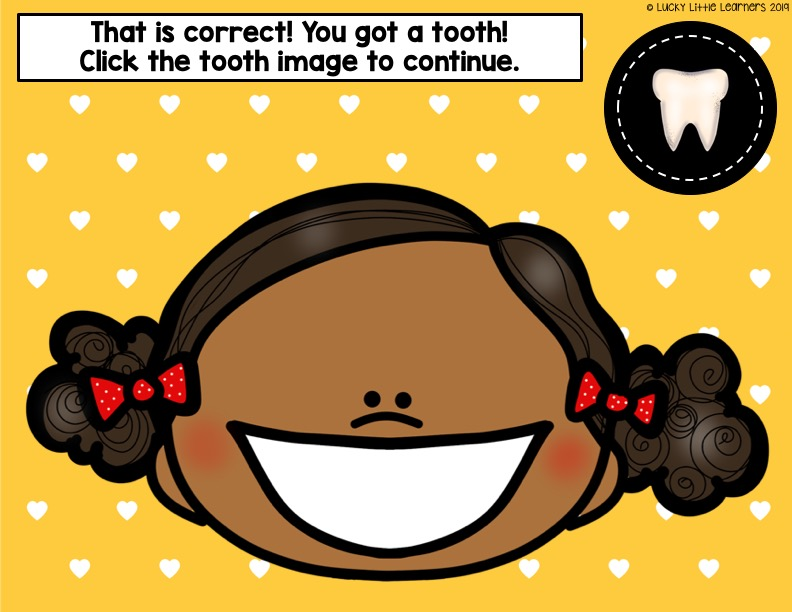 © Lucky Little Learners 2019
That is correct! You got a tooth!
Click the tooth image to continue.